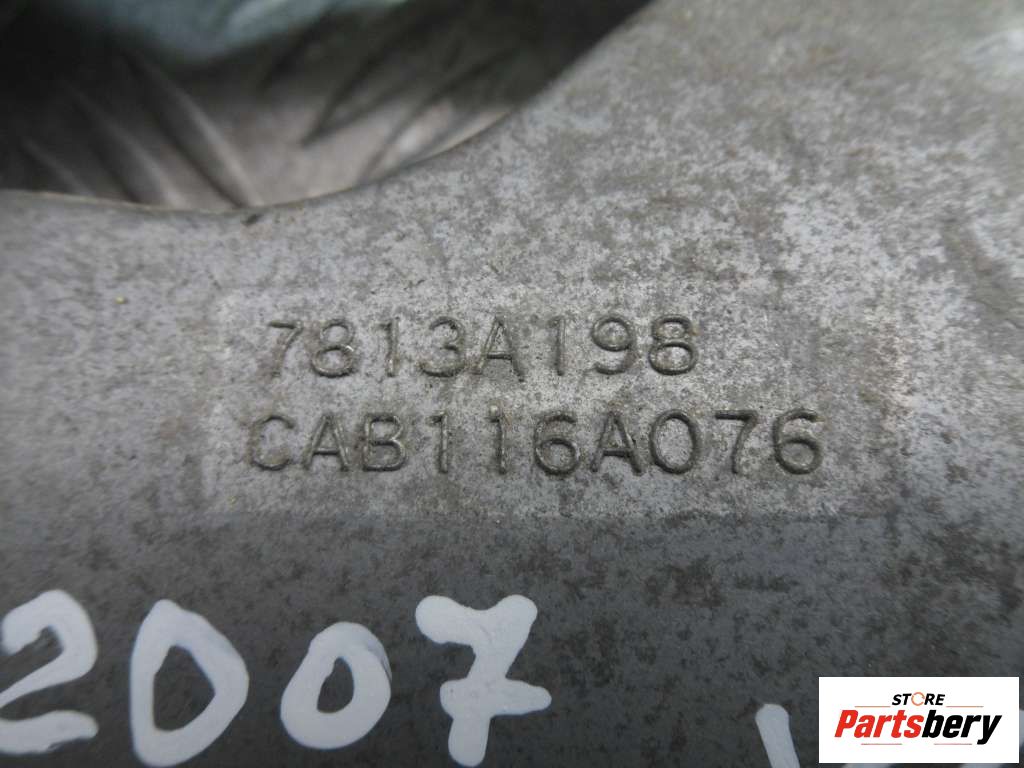 7813A198
CAB116A076
2007
STORE
Partsbery